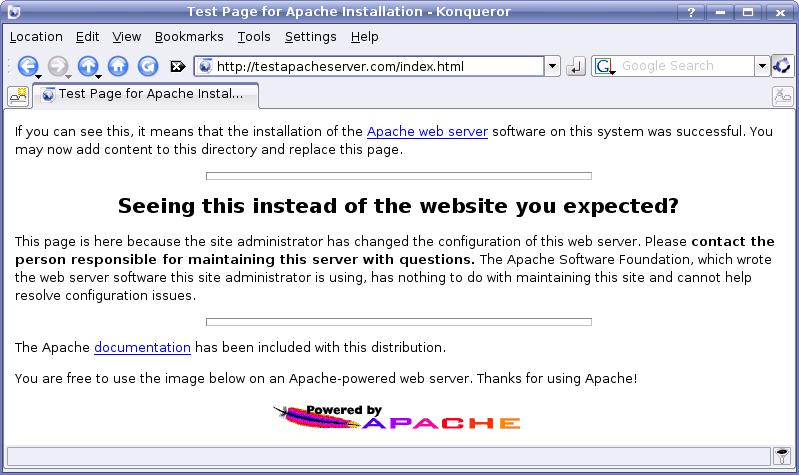 Test Page for Apache Installation - Konqueror
Location Edit View Bookmarks Tools Settings Help
http://testapacheserver.com/index.html
G Google Search
Test Page for Apache Instal...
If you can see this, it means that the installation of the Apache web server software on this system was successful. You
may now add content to this directory and replace this page.
Seeing this instead of the website you expected?
This page is here because the site administrator has changed the configuration of this web server. Please contact the
person responsible for maintaining this server with questions. The Apache Software Foundation, which wrote
the web server software this site administrator is using, has nothing to do with maintaining this site and cannot help
resolve configuration issues.
The Apache documentation has been included with this distribution.
You are free to use the image below on an Apache-powered web server. Thanks for using Apache!
Powered by
APACHE